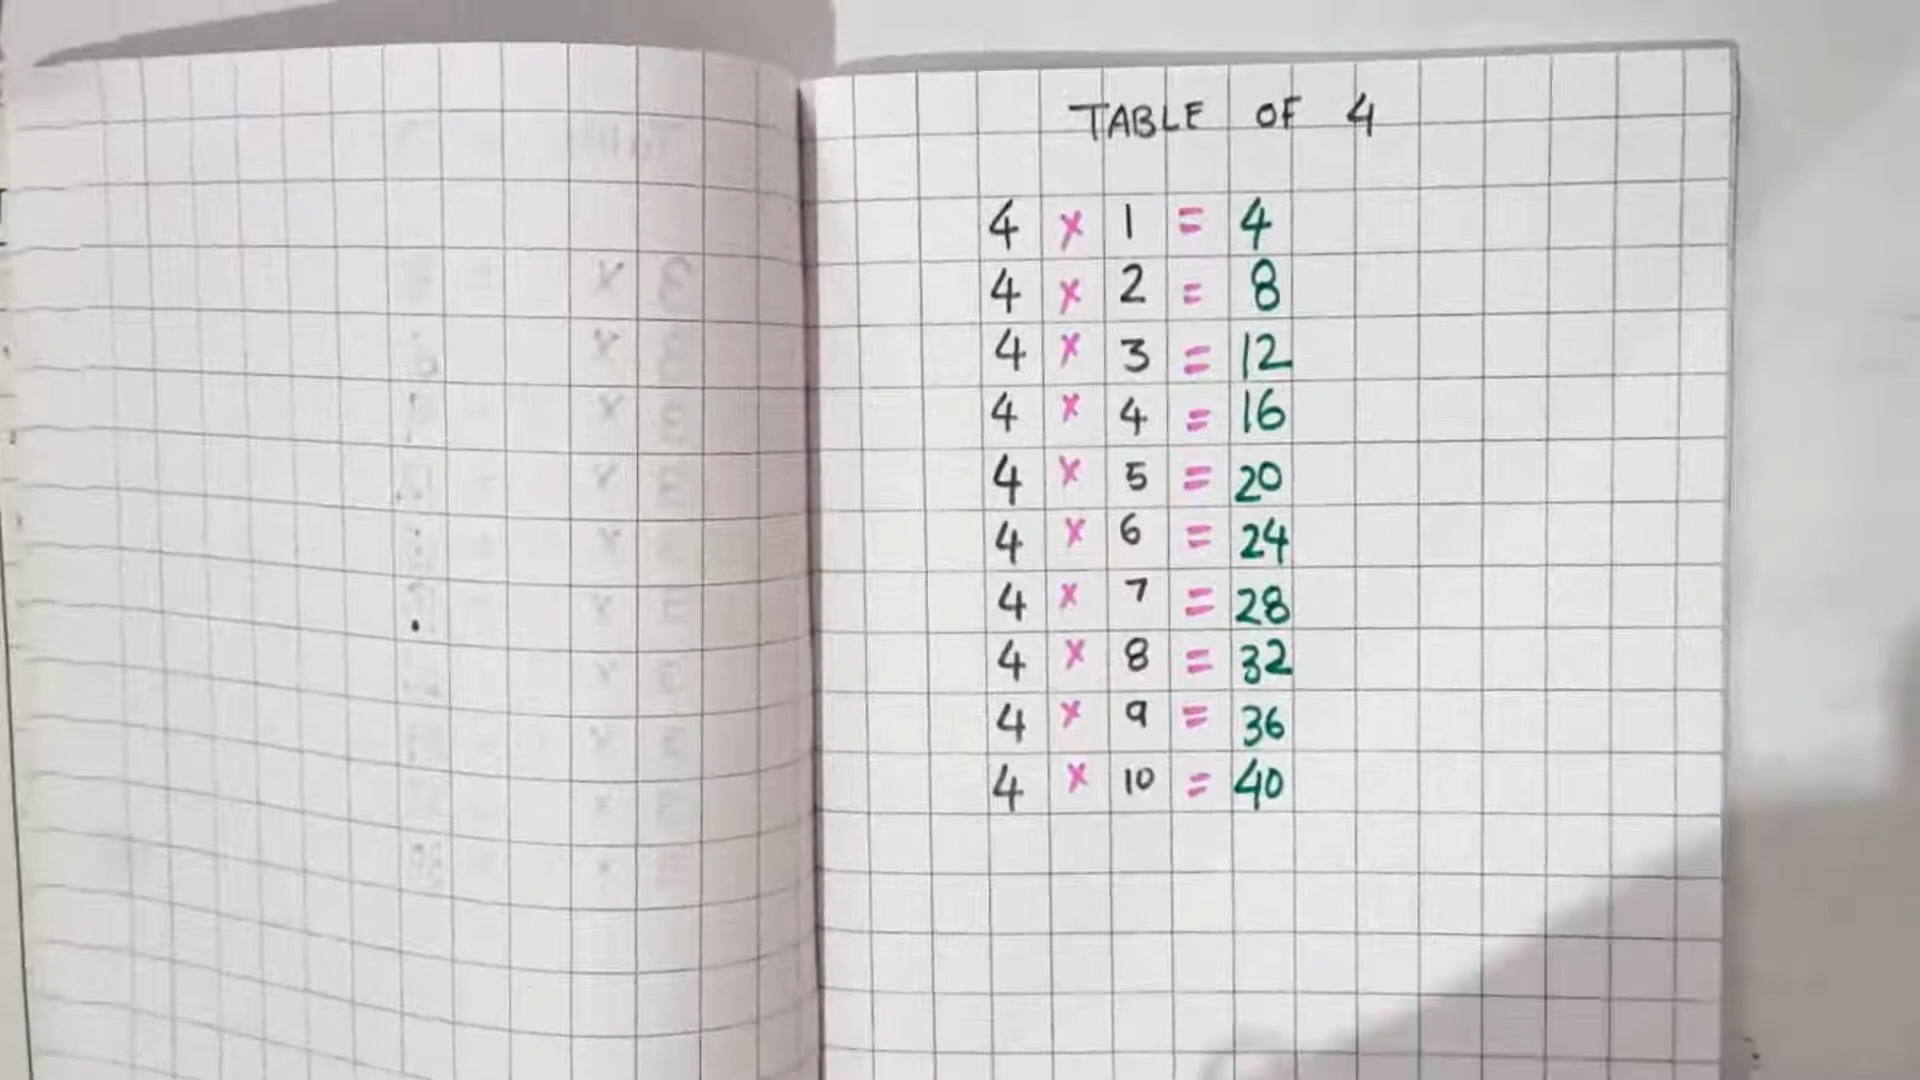 TABLE OF 4
4 × 1 = 4
4 × 2 = 8
4 × 3 = 12
4 × 4 = 16
4 × 5 = 20
4 × 6 = 24
4 × 7 = 28
4 × 8 = 32
4 × 9 = 36
4 × 10 = 40